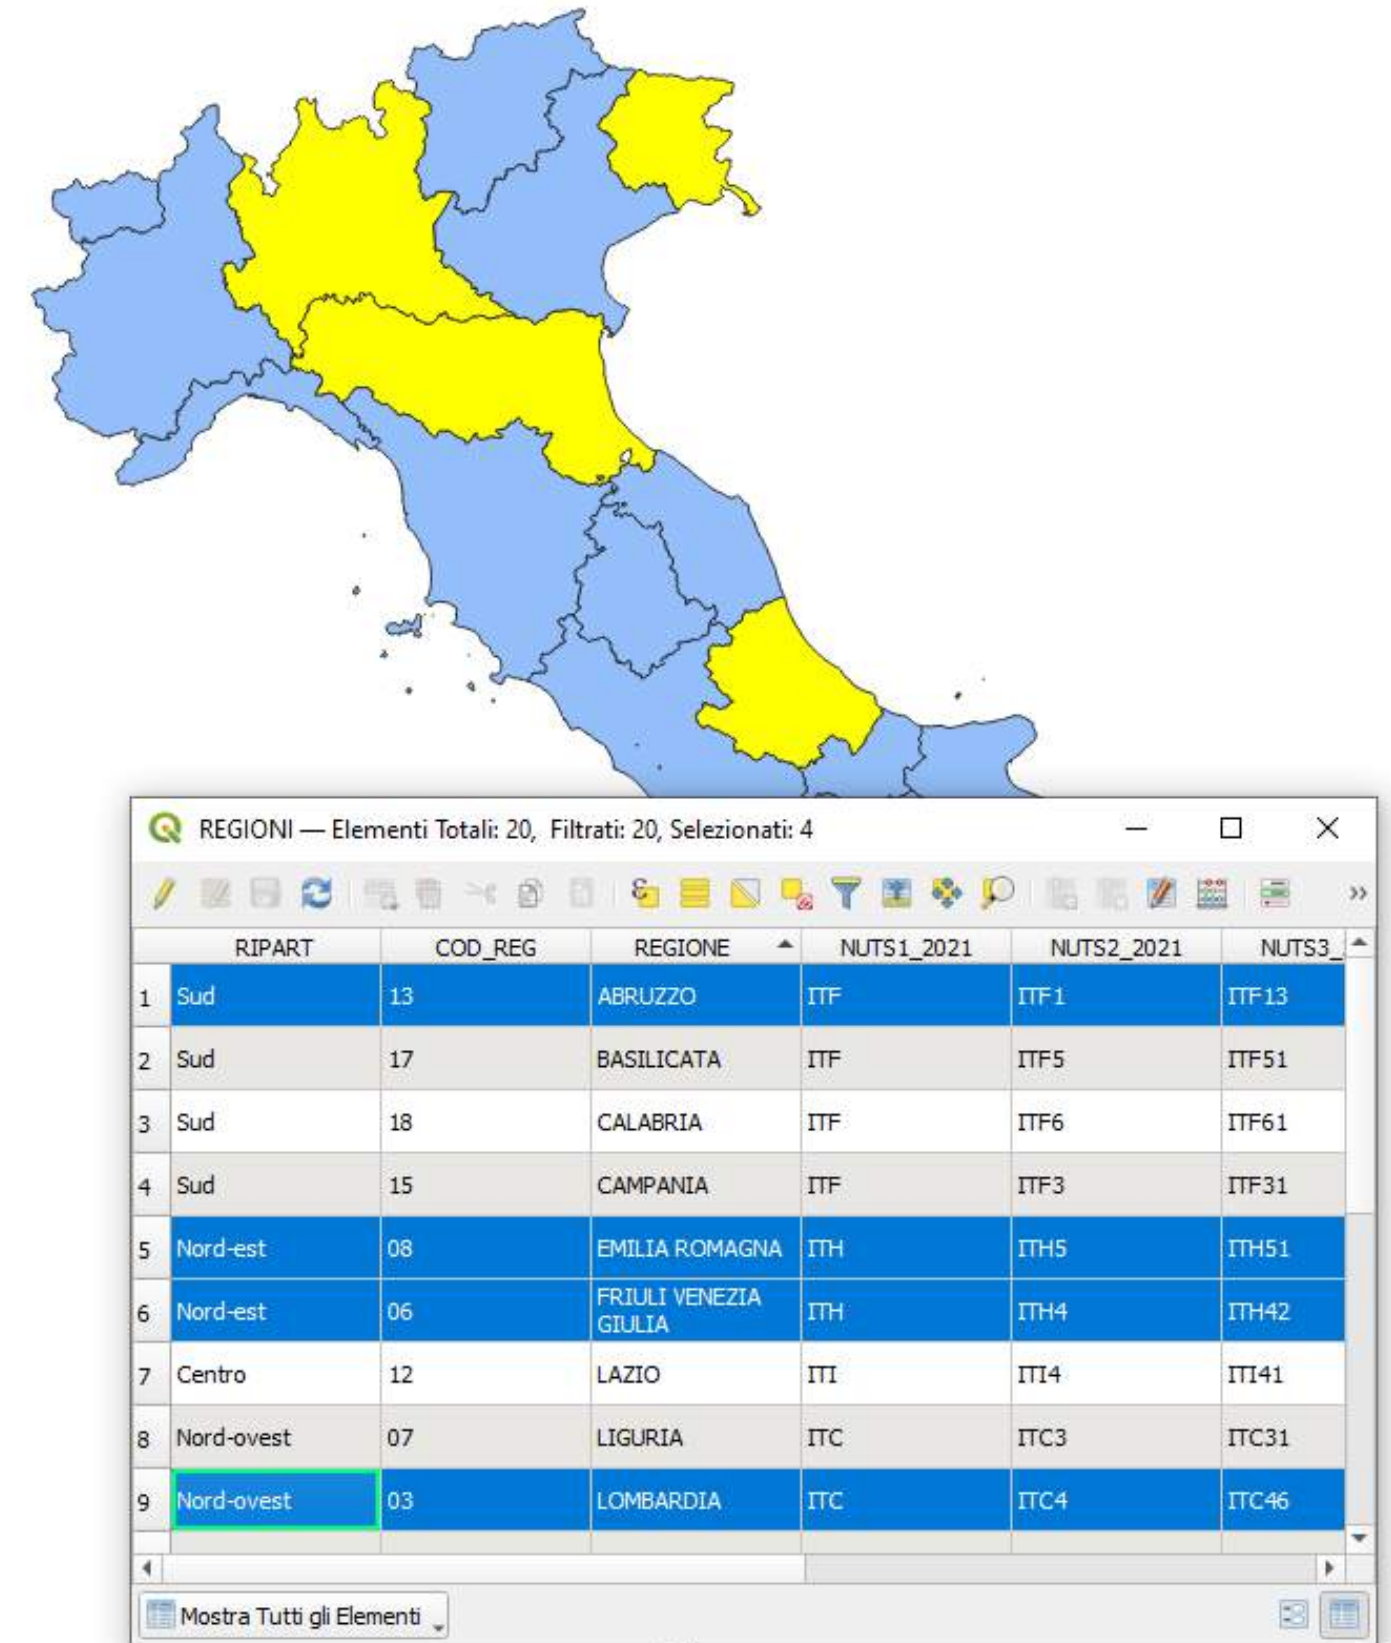 REGIONI — Elementi Totali: 20, Filtrati: 20, Selezionati: 4
RIPART COD_REG REGIONE NUTS1_2021 NUTS2_2021 NUTS3_
1 Sud 13 ABRUZZO ITF ITF1 ITF13
2 Sud 17 BASILICATA ITF ITF5 ITF51
3 Sud 18 CALABRIA ITF ITF6 ITF61
4 Sud 15 CAMPANIA ITF ITF3 ITF31
5 Nord-est 08 EMILIA ROMAGNA ITH ITH5 ITH51
6 Nord-est 06 FRIULI VENEZIA
GIULIA ITH ITH4 ITH42
7 Centro 12 LAZIO ITI ITI4 ITI41
8 Nord-ovest 07 LIGURIA ITC ITC3 ITC31
9 Nord-ovest 03 LOMBARDIA ITC ITC4 ITC46
Mostra Tutti gli Elementi